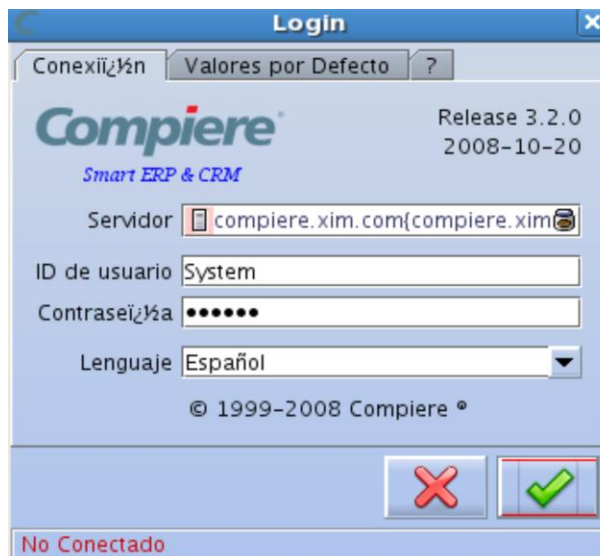 Login
Conexiï¿½n Valores por Defecto ?
Compiere
Smart ERP & CRM
Release 3.2.0
2008-10-20
Servidor compiere.xim.com{compiere.xim
ID de usuario System
Contraseï¿½a ••••••
Lenguaje Español
© 1999-2008 Compiere ®
No Conectado